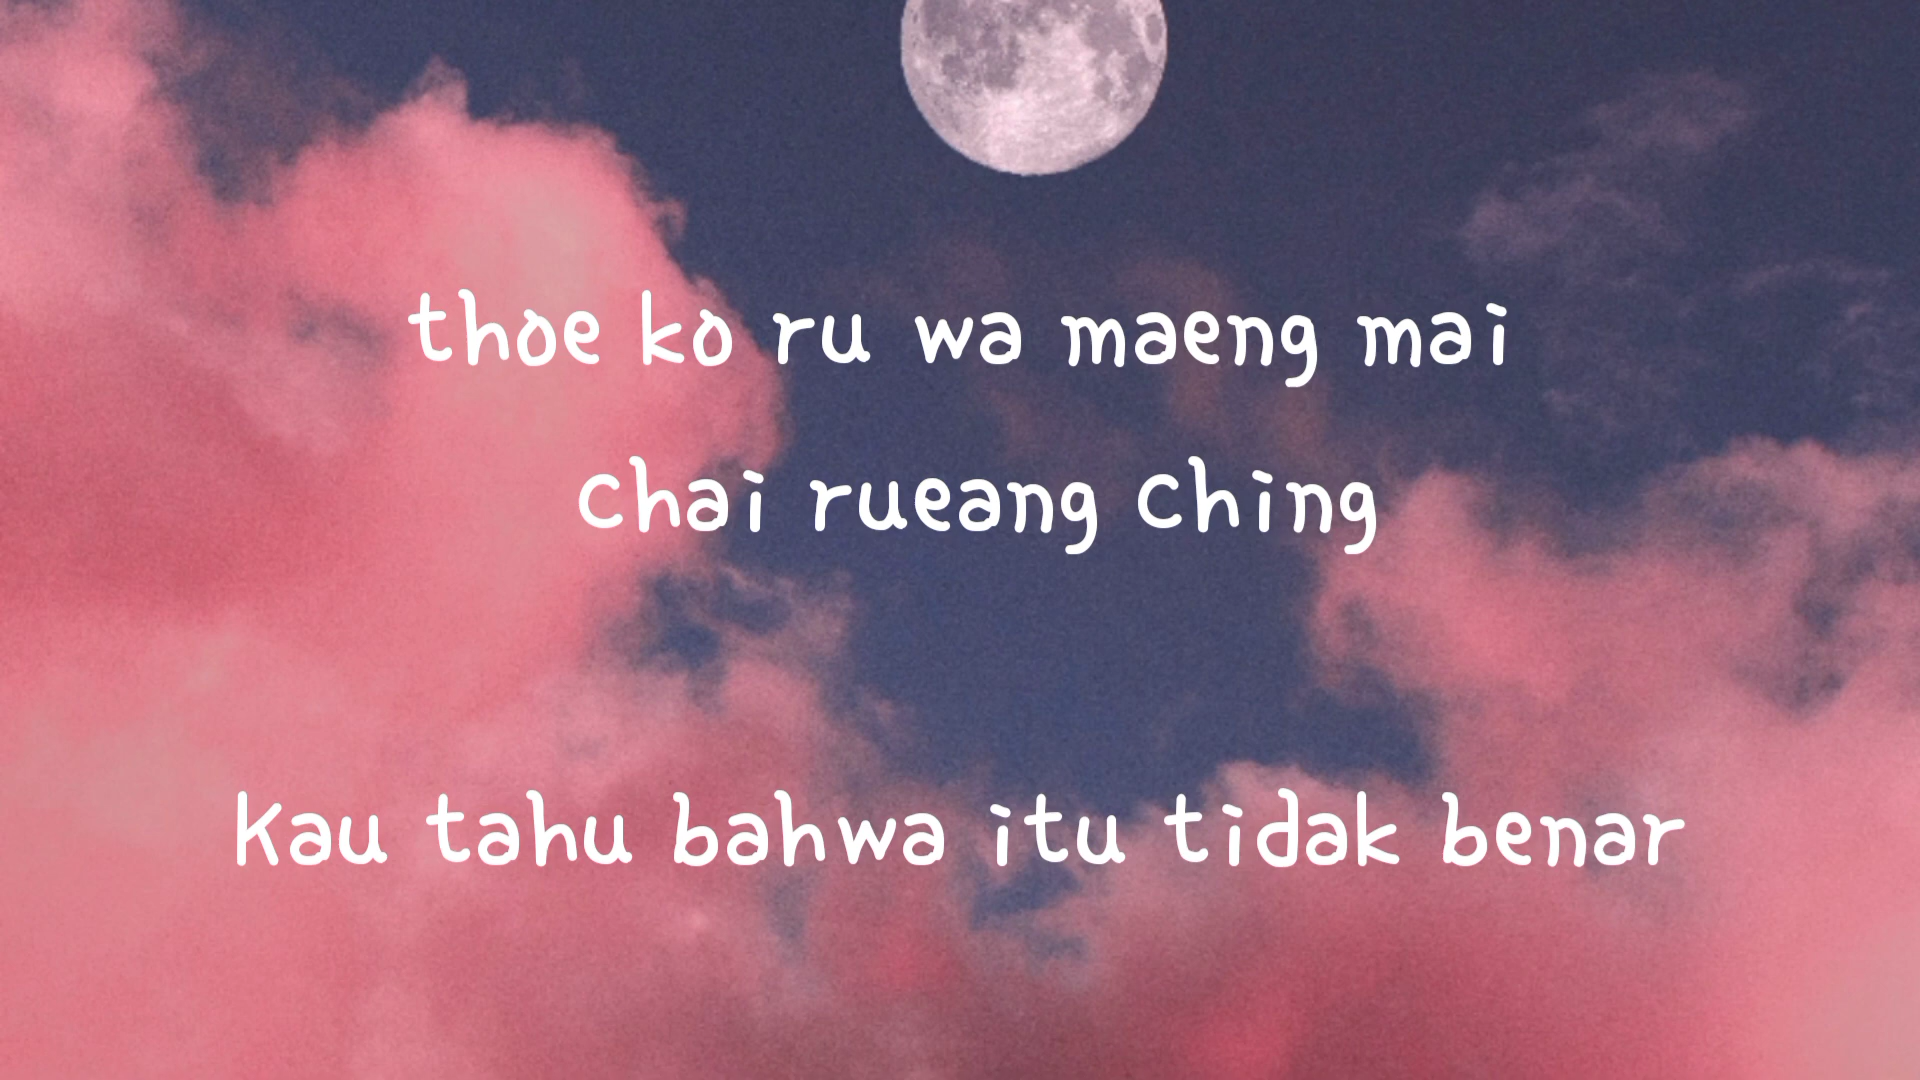 thoe ko ru wa maeng mai
chai rueang ching
kau tahu bahwa itu tidak benar